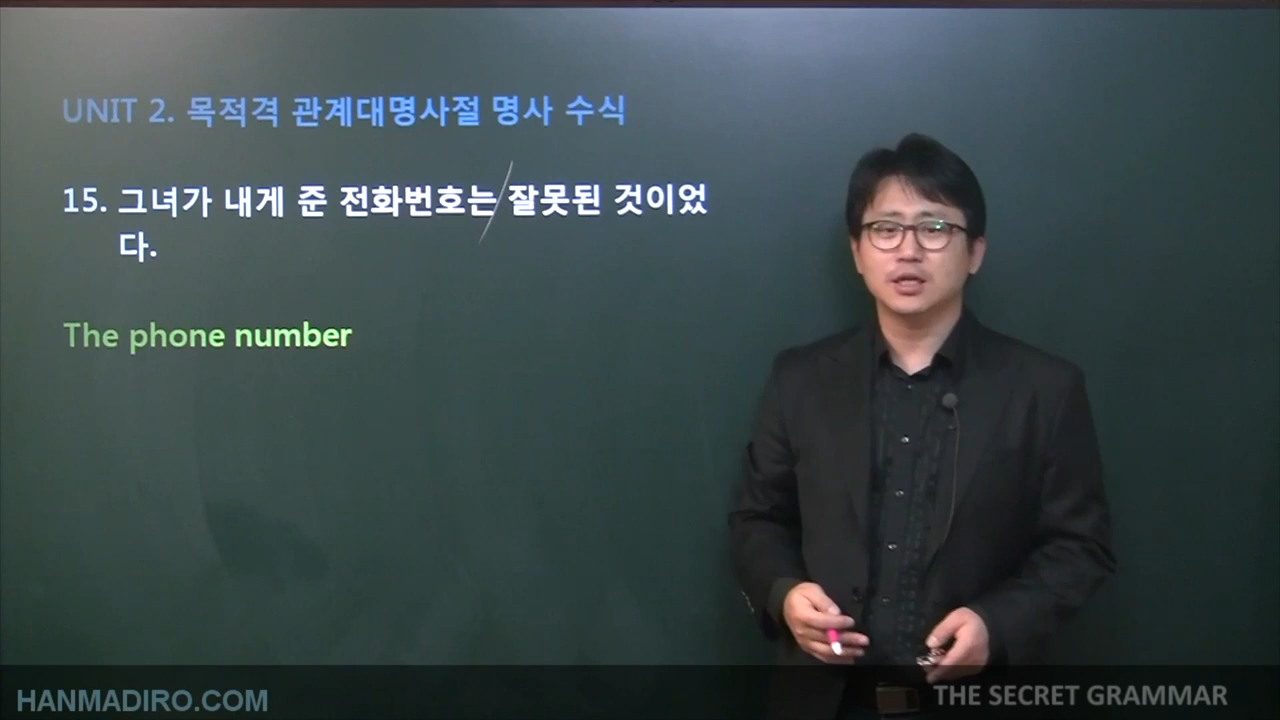 UNIT 2. 목적격 관계대명사절 명사 수식
15. 그녀가 내게 준 전화번호는 잘못된 것이었
다.
The phone number
HANMADIRO.COM
THE SECRET GRAMMAR